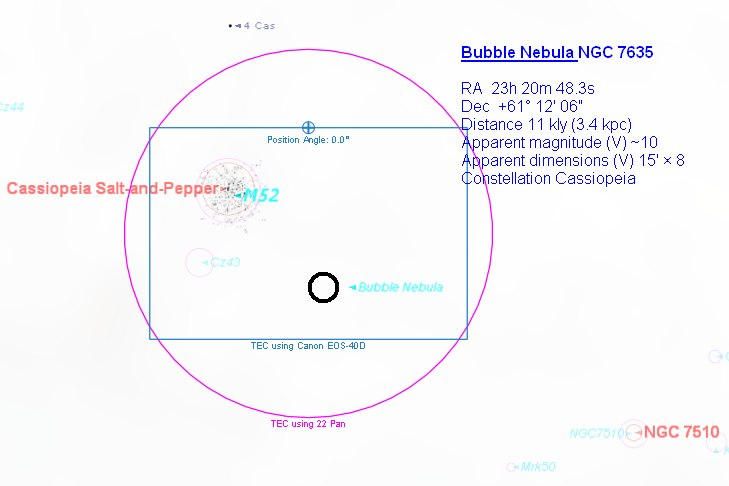 4 Cas
Bubble Nebula NGC 7635
RA 23h 20m 48.3s
Dec +61° 12' 06"
Distance 11 kly (3.4 kpc)
Apparent magnitude (V) ~10
Apparent dimensions (V) 15' × 8
Constellation Cassiopeia
Cz44
Position Angle: 0.0°
Cassiopeia Salt-and-Pepper
M52
Cz43
Bubble Nebula
TEC using Canon EOS-40D
TEC using 22 Pan
NGC7510
NGC 7510
Mrk50